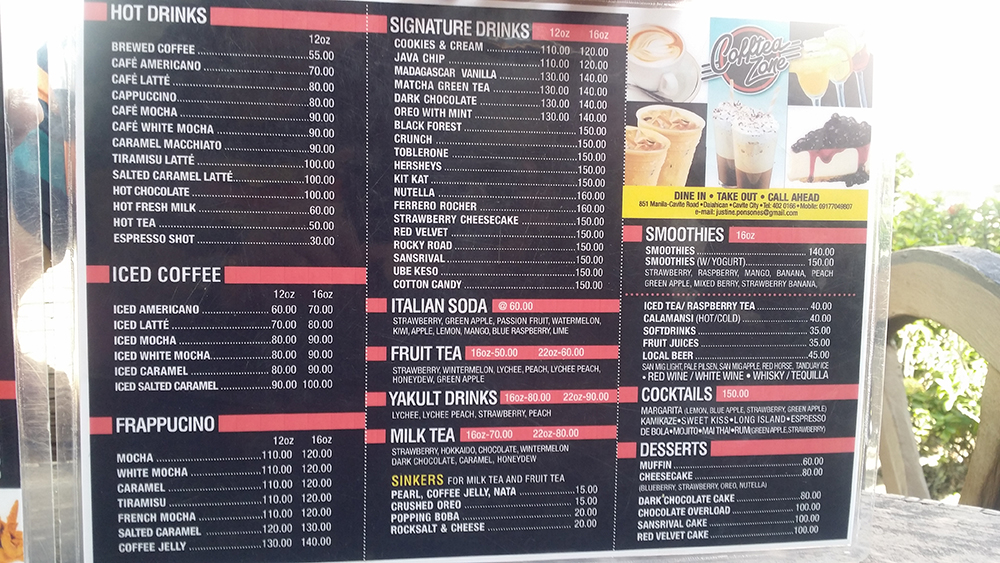 HOT DRINKS
12oz
BREWED COFFEE 55.00
CAFÉ AMERICANO 70.00
CAFÉ LATTÉ 80.00
CAPPUCCINO 80.00
CAFÉ MOCHA 90.00
CAFÉ WHITE MOCHA 90.00
CARAMEL MACCHIATO 90.00
TIRAMISU LATTÉ 100.00
SALTED CARAMEL LATTÉ 100.00
HOT CHOCOLATE 100.00
HOT FRESH MILK 60.00
HOT TEA 50.00
ESPRESSO SHOT 30.00
ICED COFFEE
12oz 16oz
ICED AMERICANO 60.00 70.00
ICED LATTÉ 70.00 80.00
ICED MOCHA 80.00 90.00
ICED WHITE MOCHA 80.00 90.00
ICED CARAMEL 80.00 90.00
ICED SALTED CARAMEL 90.00 100.00
FRAPPUCINO
12oz 16oz
MOCHA 110.00 120.00
WHITE MOCHA 110.00 120.00
CARAMEL 110.00 120.00
TIRAMISU 110.00 120.00
FRENCH MOCHA 110.00 120.00
SALTED CARAMEL 120.00 130.00
COFFEE JELLY 130.00 140.00
SIGNATURE DRINKS 12oz 16oz
COOKIES & CREAM 110.00 120.00
JAVA CHIP 110.00 120.00
MADAGASCAR VANILLA 130.00 140.00
MATCHA GREEN TEA 130.00 140.00
DARK CHOCOLATE 130.00 140.00
OREO WITH MINT 130.00 140.00
BLACK FOREST 150.00
CRUNCH 150.00
TOBLERONE 150.00
HERSHEYS 150.00
KIT KAT 150.00
NUTELLA 160.00
FERRERO ROCHER 160.00
STRAWBERRY CHEESECAKE 150.00
RED VELVET 150.00
ROCKY ROAD 150.00
SANSRIVAL 150.00
UBE KESO 150.00
COTTON CANDY 150.00
ITALIAN SODA @ 60.00
STRAWBERRY, GREEN APPLE, PASSION FRUIT, WATERMELON,
KIWI, APPLE, LEMON, MANGO, BLUE RASPBERRY, LIME
FRUIT TEA 16oz-50.00 22oz-60.00
STRAWBERRY, WINTERMELON, LYCHEE, PEACH, LYCHEE PEACH,
HONEYDEW, GREEN APPLE
YAKULT DRINKS 16oz-80.00 22oz-90.00
LYCHEE, LYCHEE PEACH, STRAWBERRY, PEACH
MILK TEA 16oz-70.00 22oz-80.00
STRAWBERRY, HOKKAIDO, CHOCOLATE, WINTERMELON
DARK CHOCOLATE, CARAMEL, HONEYDEW
SINKERS FOR MILK TEA AND FRUIT TEA
PEARL, COFFEE JELLY, NATA 15.00
CRUSHED OREO 15.00
POPPING BOBA 20.00
ROCKSALT & CHEESE 20.00
Cofftea
Zone
DINE IN • TAKE OUT • CALL AHEAD
851 Manila-Cavite Road • Dalahican • Cavite City • Tel: 402 0166 • Mobile: 09177049807
e-mail: justine.ponsones@gmail.com
SMOOTHIES 16oz
SMOOTHIES 140.00
SMOOTHIES (W/ YOGURT) 150.00
STRAWBERRY, RASPBERRY, MANGO, BANANA, PEACH
GREEN APPLE, MIXED BERRY, STRAWBERRY BANANA,
ICED TEA/ RASPBERRY TEA 40.00
CALAMANSI (HOT/COLD) 40.00
SOFTDRINKS 35.00
FRUIT JUICES 35.00
LOCAL BEER 45.00
SAN MIG LIGHT, PALE PILSEN, SAN MIG APPLE, RED HORSE, TANDUAY ICE
• RED WINE / WHITE WINE • WHISKY / TEQUILLA
COCKTAILS 150.00
MARGARITA (LEMON, BLUE APPLE, STRAWBERRY, GREEN APPLE)
KAMIKAZE•SWEET KISS•LONG ISLAND•ESPRESSO
DE BOLA•MOJITO•MAI THAI•RUM(GREEN APPLE,STRAWBERRY)
DESSERTS
MUFFIN 60.00
CHEESECAKE 80.00
(BLUEBERRY, STRAWBERRY, OREO, NUTELLA)
DARK CHOCOLATE CAKE 80.00
CHOCOLATE OVERLOAD 100.00
SANSRIVAL CAKE 100.00
RED VELVET CAKE 100.00